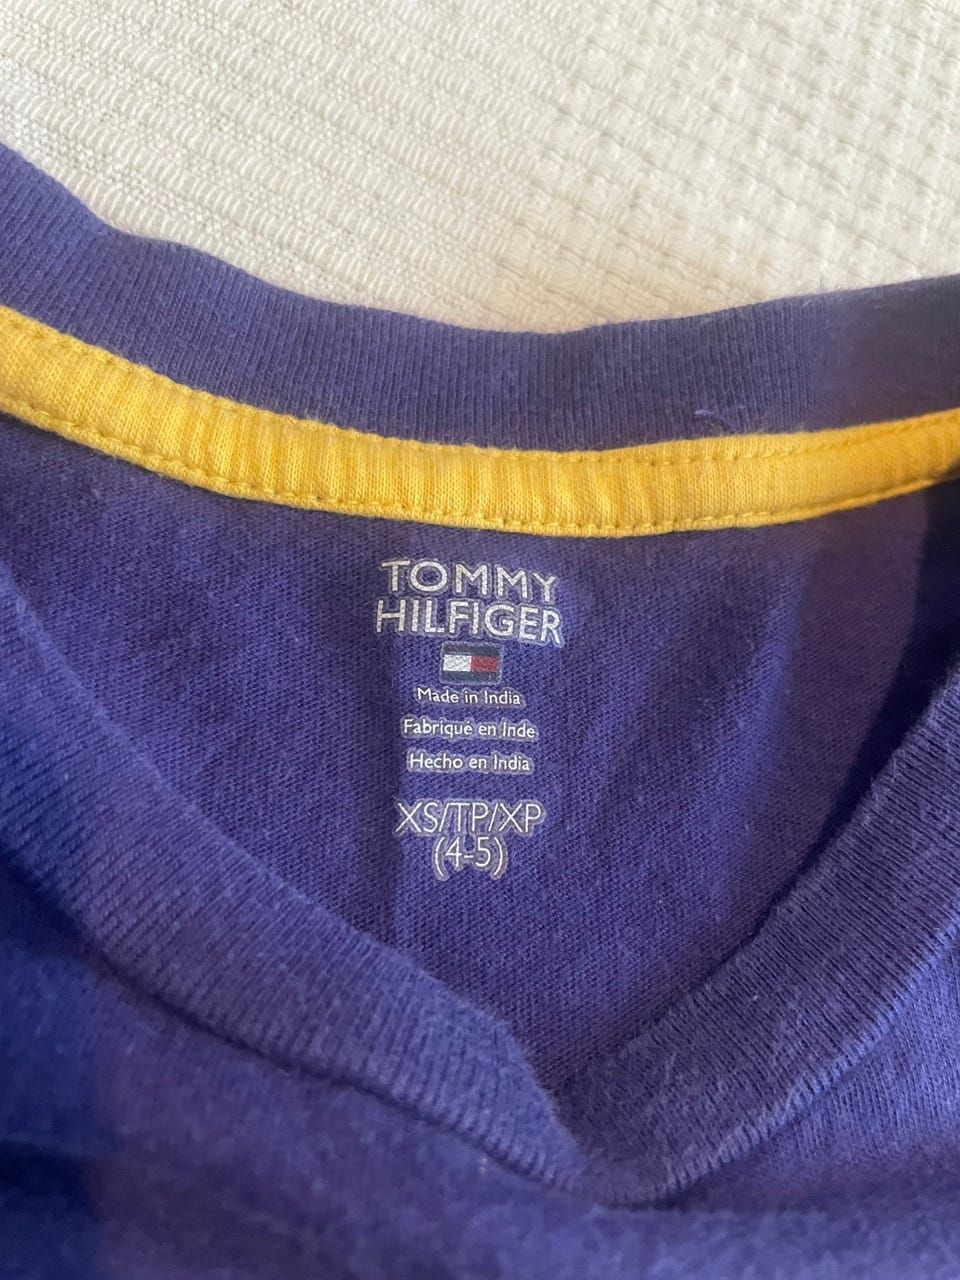 TOMMY
HILFIGER
Made in India
Fabriqué en Inde
Hecho en India
XS/TP/XP
(4-5)